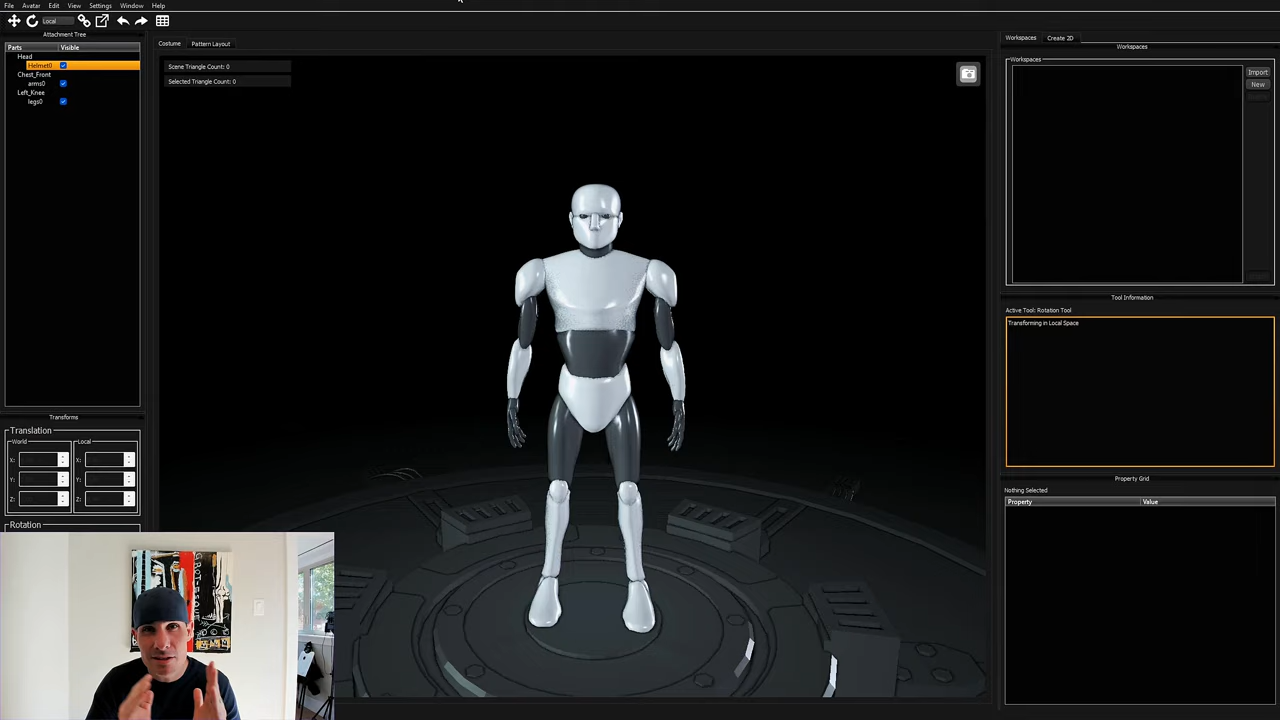 File Avatar Edit View Settings Window Help
Local
Attachment Tree
Parts Visible
Head
Helmet0
Chest_Front
arms0
Left_Knee
legs0
Transforms
Translation
World Local
X: X:
Y: Y:
Z: Z:
Rotation
Costume Pattern Layout
Scene Triangle Count: 0
Selected Triangle Count: 0
Workspaces Create 2D
Workspaces
Workspaces
Import
New
Tool Information
Active Tool: Rotation Tool
Transforming in Local Space
Property Grid
Nothing Selected
Property Value